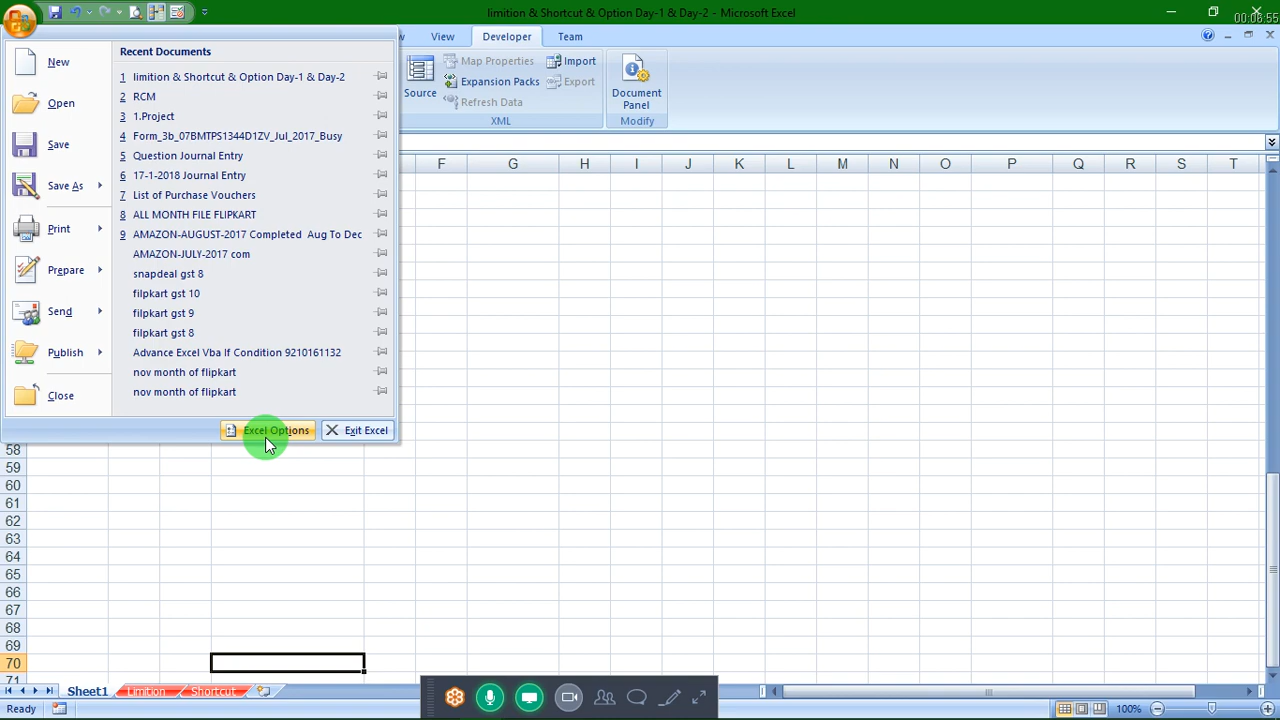 limition & Shortcut & Option Day-1 & Day-2 - Microsoft Excel
00:06:55
View Developer Team
New
Open
Save
Save As
Print
Prepare
Send
Publish
Close
Recent Documents
1 limition & Shortcut & Option Day-1 & Day-2
2 RCM
3 1.Project
4 Form_3b_07BMTPS1344D1ZV_Jul_2017_Busy
5 Question Journal Entry
6 17-1-2018 Journal Entry
7 List of Purchase Vouchers
8 ALL MONTH FILE FLIPKART
9 AMAZON-AUGUST-2017 Completed Aug To Dec
AMAZON-JULY-2017 com
snapdeal gst 8
filpkart gst 10
filpkart gst 9
filpkart gst 8
Advance Excel Vba If Condition 9210161132
nov month of flipkart
nov month of flipkart
Excel Options Exit Excel
Source
Map Properties Import
Expansion Packs Export
Refresh Data
XML
Document
Panel
Modify
F G H I J K L M N O P Q R S T
58
59
60
61
62
63
64
65
66
67
68
69
70
71
Sheet1 Limition Shortcut
Ready
100%